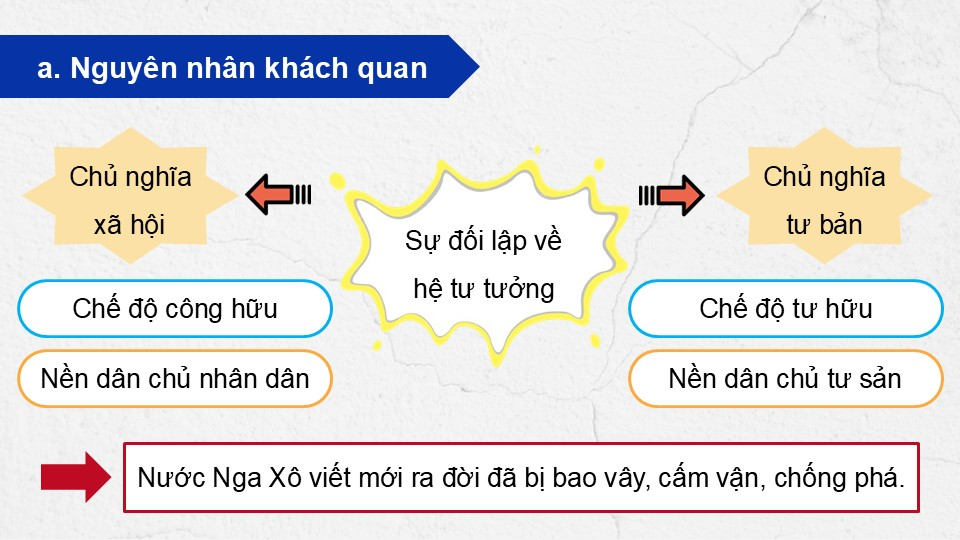 a. Nguyên nhân khách quan
Chủ nghĩa
xã hội
Sự đối lập về
hệ tư tưởng
Chủ nghĩa
tư bản
Chế độ công hữu
Chế độ tư hữu
Nền dân chủ nhân dân
Nền dân chủ tư sản
Nước Nga Xô viết mới ra đời đã bị bao vây, cấm vận, chống phá.